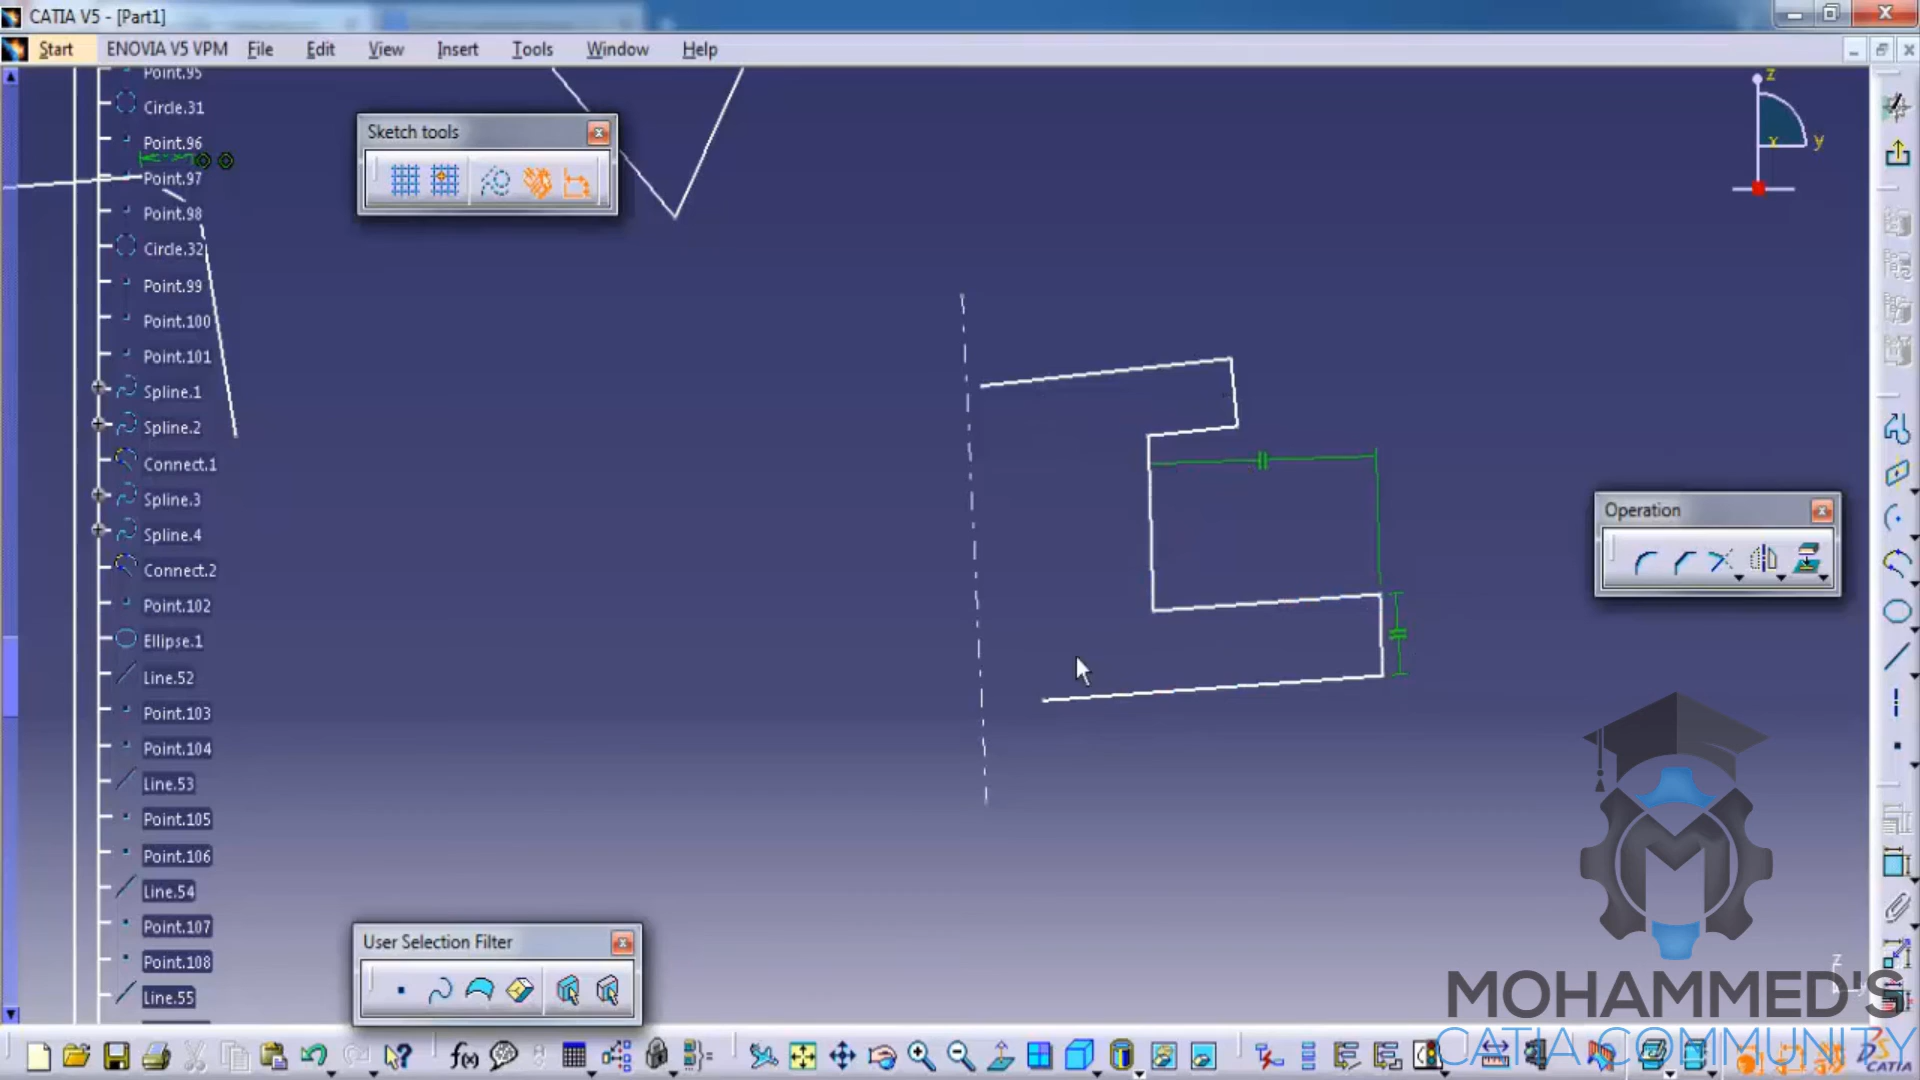 CATIA V5 - [Part1]
Start ENOVIA V5 VPM File Edit View Insert Tools Window Help
Point.95
Circle.31
Point.96
Point.97
Point.98
Circle.32
Point.99
Point.100
Point.101
Spline.1
Spline.2
Connect.1
Spline.3
Spline.4
Connect.2
Point.102
Ellipse.1
Line.52
Point.103
Point.104
Line.53
Point.105
Point.106
Line.54
Point.107
Point.108
Line.55
Sketch tools
z
x
y
Operation
User Selection Filter
z
MOHAMMED'S
CATIA COMMUNITY
f(x)
CATIA